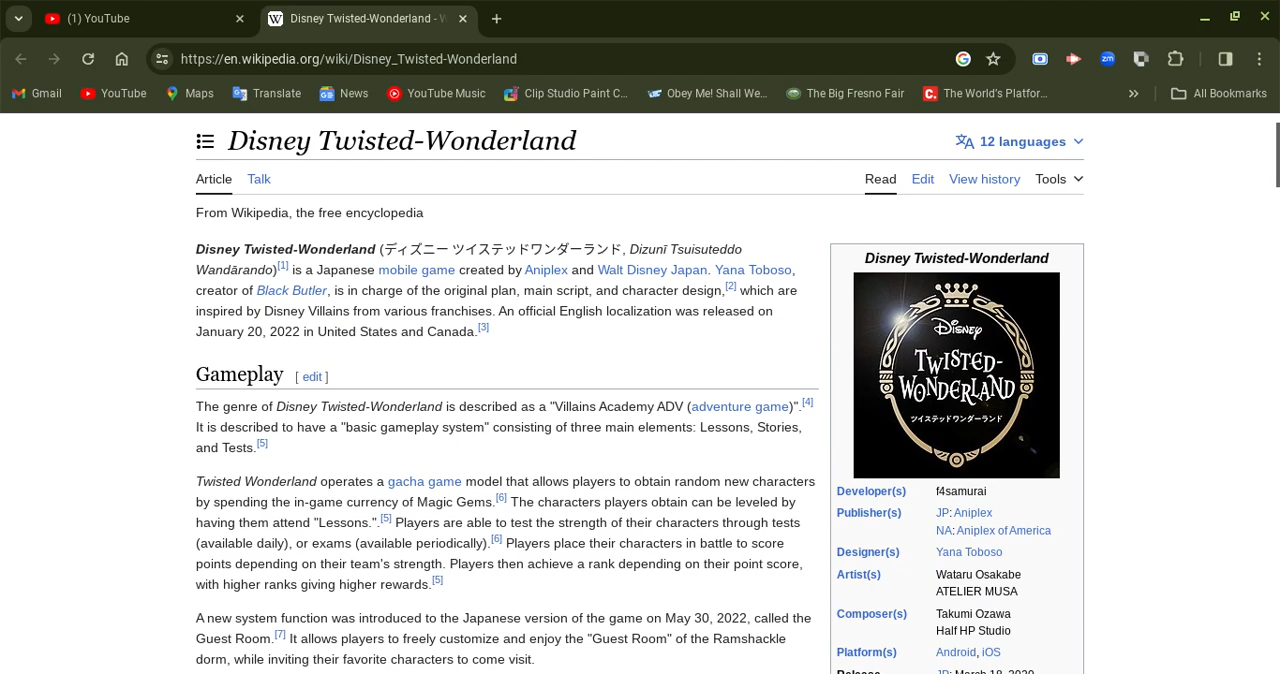 (1) YouTube
Disney Twisted-Wonderland - W
https://en.wikipedia.org/wiki/Disney_Twisted-Wonderland
Gmail YouTube Maps Translate News YouTube Music Clip Studio Paint C... Obey Me! Shall We... The Big Fresno Fair The World's Platfor... » All Bookmarks
Disney Twisted-Wonderland
12 languages
Article Talk
Read Edit View history Tools
From Wikipedia, the free encyclopedia
Disney Twisted-Wonderland (ディズニー ツイステッドワンダーランド, Dizunī Tsuisuteddo
Wandārando)[1] is a Japanese mobile game created by Aniplex and Walt Disney Japan. Yana Toboso,
creator of Black Butler, is in charge of the original plan, main script, and character design,[2] which are
inspired by Disney Villains from various franchises. An official English localization was released on
January 20, 2022 in United States and Canada.[3]
Gameplay [ edit ]
The genre of Disney Twisted-Wonderland is described as a "Villains Academy ADV (adventure game)".[4]
It is described to have a "basic gameplay system" consisting of three main elements: Lessons, Stories,
and Tests.[5]
Twisted Wonderland operates a gacha game model that allows players to obtain random new characters
by spending the in-game currency of Magic Gems.[6] The characters players obtain can be leveled by
having them attend "Lessons.".[5] Players are able to test the strength of their characters through tests
(available daily), or exams (available periodically).[6] Players place their characters in battle to score
points depending on their team's strength. Players then achieve a rank depending on their point score,
with higher ranks giving higher rewards.[5]
A new system function was introduced to the Japanese version of the game on May 30, 2022, called the
Guest Room.[7] It allows players to freely customize and enjoy the "Guest Room" of the Ramshackle
dorm, while inviting their favorite characters to come visit.
Disney Twisted-Wonderland
Disney
Twisted-
Wonderland
ツイステッドワンダーランド
Developer(s) f4samurai
Publisher(s) JP: Aniplex
NA: Aniplex of America
Designer(s) Yana Toboso
Artist(s) Wataru Osakabe
ATELIER MUSA
Composer(s) Takumi Ozawa
Half HP Studio
Platform(s) Android, iOS
Release JP: March 18, 2020